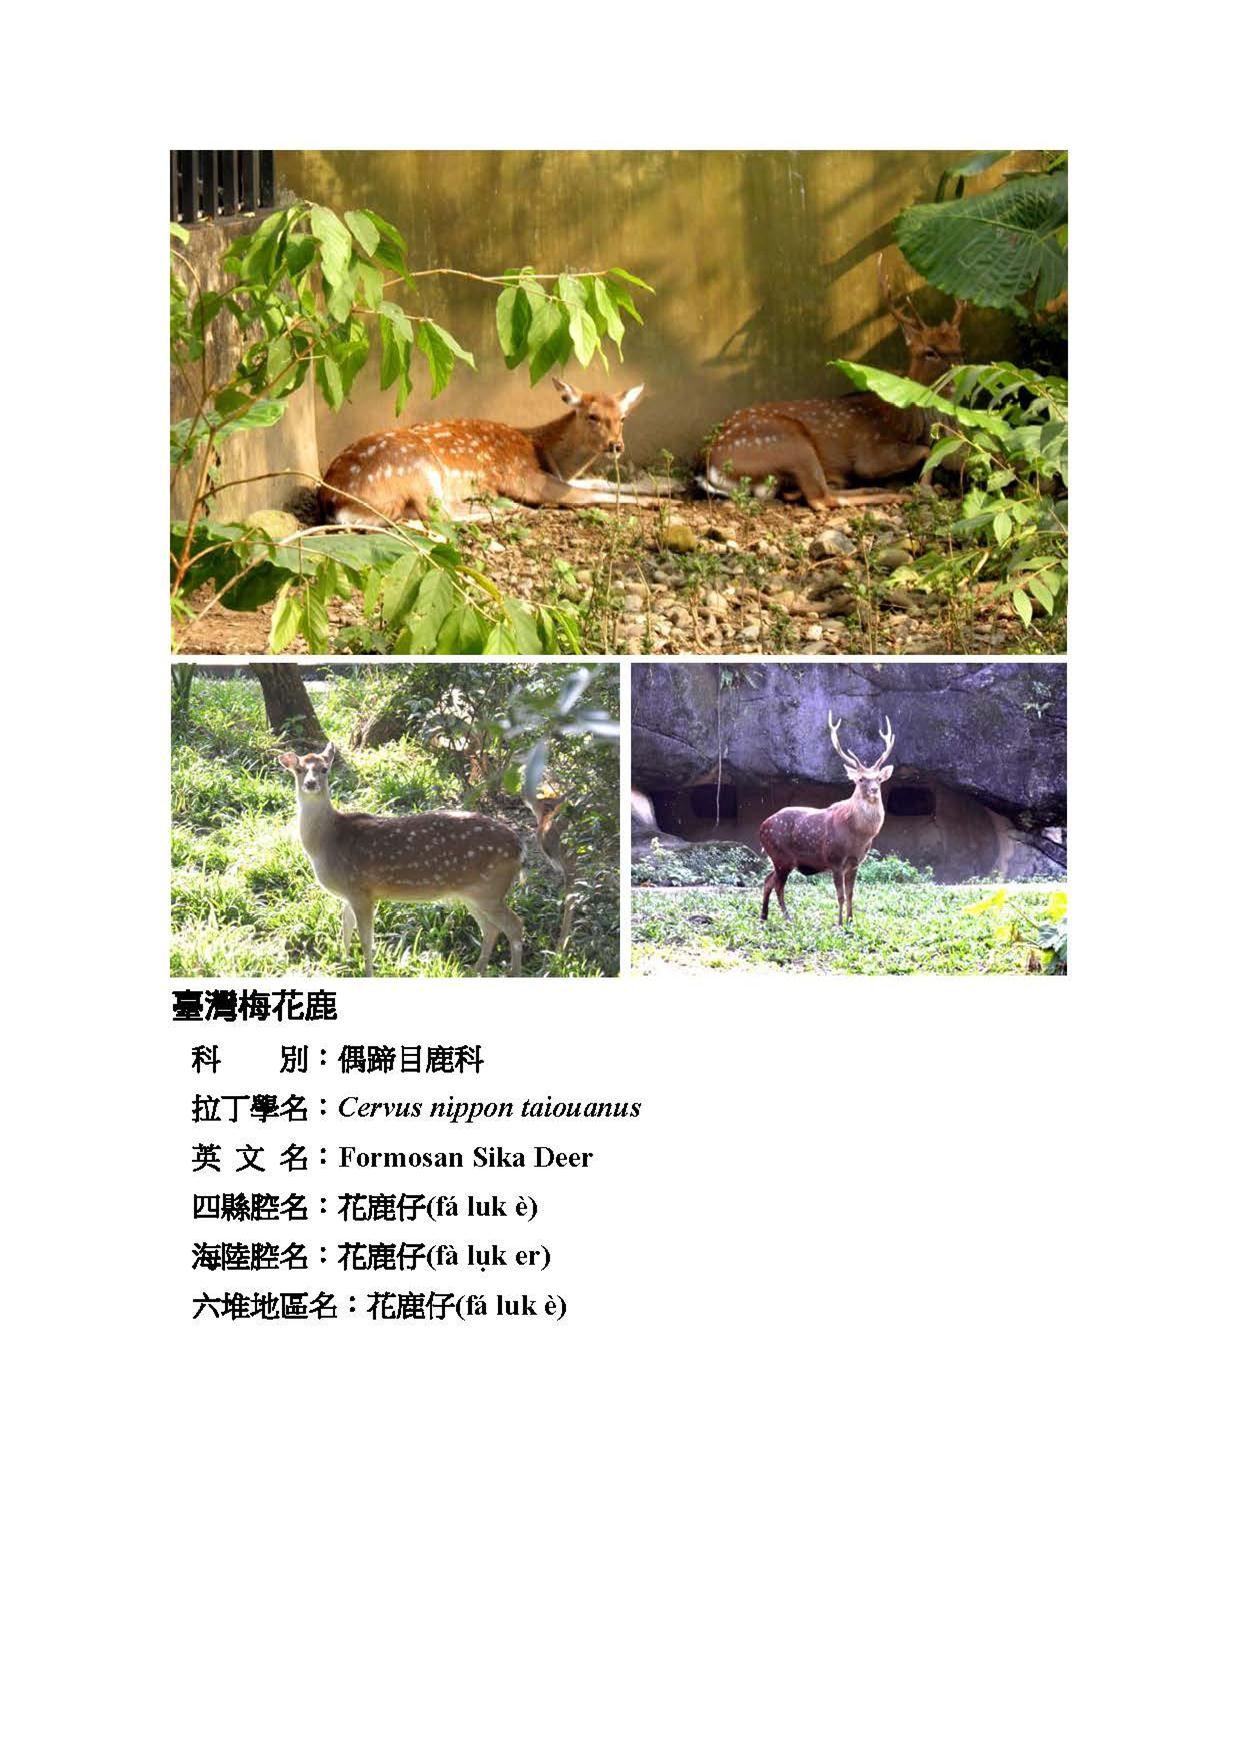 臺灣梅花鹿
科　　別：偶蹄目鹿科
拉丁學名：Cervus nippon taiouanus
英 文 名：Formosan Sika Deer
四縣腔名：花鹿仔(fá luk è)
海陸腔名：花鹿仔(fà lụk er)
六堆地區名：花鹿仔(fá luk è)